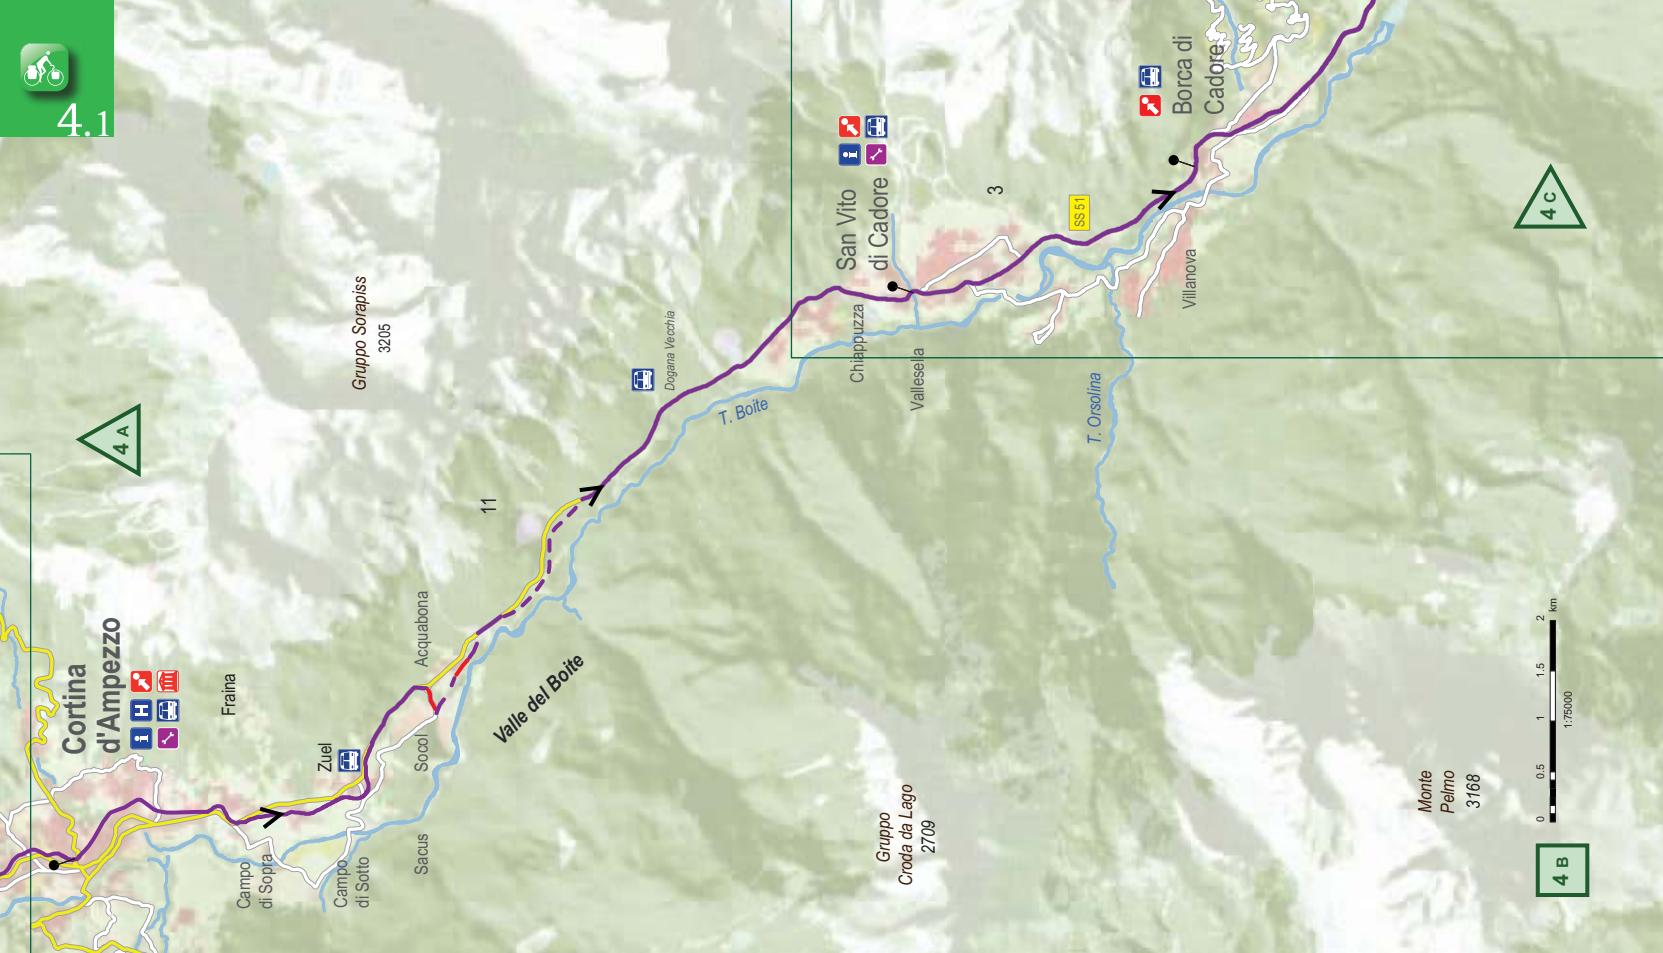 4.1
Cortina
d'Ampezzo
H
i
Fraina
Zuel
Campo
di Sopra
Campo
di Sotto
Socol
Sacus
Acquabona
Valle del Boite
4 A
Gruppo Sorapiss
3205
11
Dogana Vecchia
T. Boite
San Vito
di Cadore
i
Chiappuzza
Vallesella
3
SS 51
Borca di
Cadore
Villanova
T. Orsolina
4 C
Gruppo
Croda da Lago
2709
Monte
Pelmo
3168
0 0.5 1 1.5 2 km
1:75000
4 B